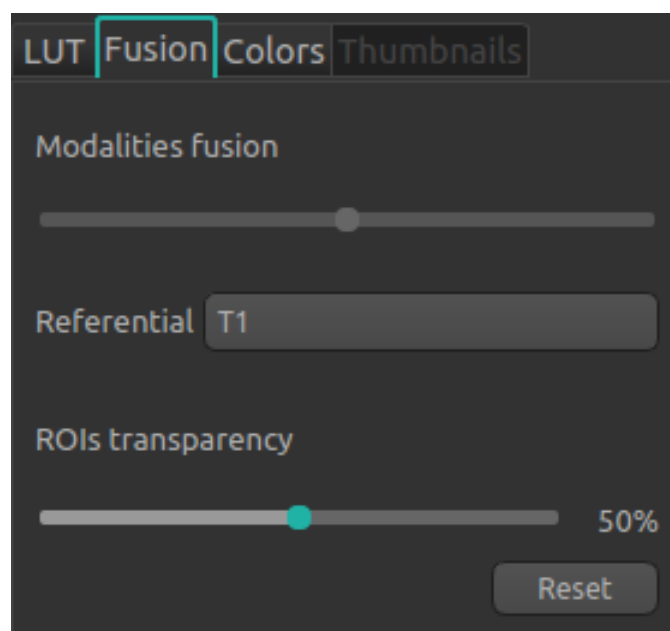 LUT Fusion Colors Thumbnails
Modalities fusion
Referential T1
ROIs transparency
50%
Reset